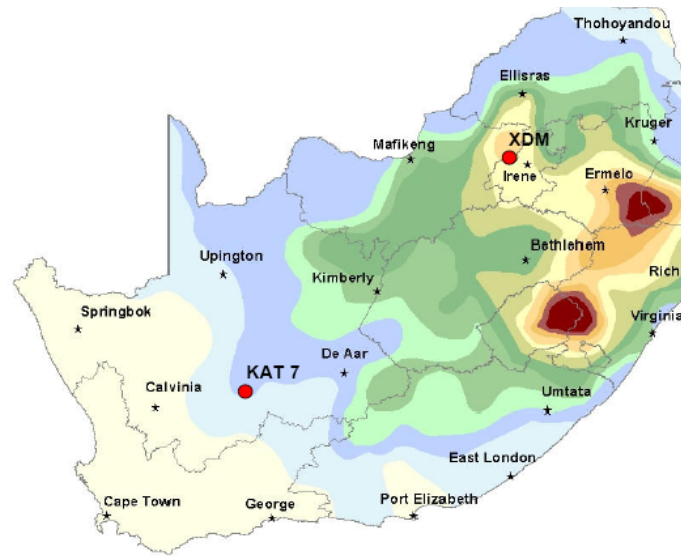 Thohoyandou
Ellisras
Kruger
XDM
Mafikeng
Irene
Ermelo
Bethlehem
Upington
Rich
Kimberly
Springbok
Virginia
De Aar
KAT 7
Calvinia
Umtata
East London
Cape Town
George
Port Elizabeth